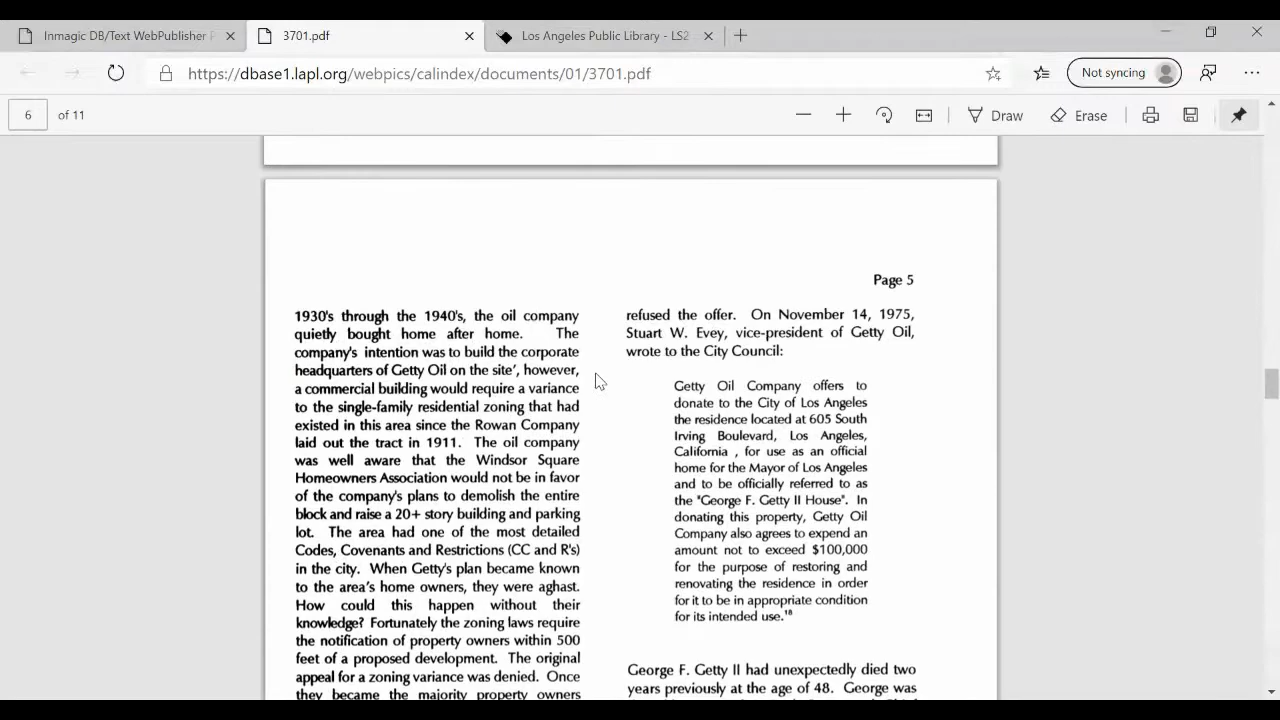 Inmagic DB/Text WebPublisher P
3701.pdf
Los Angeles Public Library - LS2
https://dbase1.lapl.org/webpics/calindex/documents/01/3701.pdf
Not syncing
6 of 11
Draw
Erase
Page 5
1930's through the 1940's, the oil company
quietly bought home after home. The
company's intention was to build the corporate
headquarters of Getty Oil on the site', however,
a commercial building would require a variance
to the single-family residential zoning that had
existed in this area since the Rowan Company
laid out the tract in 1911. The oil company
was well aware that the Windsor Square
Homeowners Association would not be in favor
of the company's plans to demolish the entire
block and raise a 20+ story building and parking
lot. The area had one of the most detailed
Codes, Covenants and Restrictions (CC and R's)
in the city. When Getty's plan became known
to the area's home owners, they were aghast.
How could this happen without their
knowledge? Fortunately the zoning laws require
the notification of property owners within 500
feet of a proposed development. The original
appeal for a zoning variance was denied. Once
they became the majority property owners
refused the offer. On November 14, 1975,
Stuart W. Evey, vice-president of Getty Oil,
wrote to the City Council:
Getty Oil Company offers to
donate to the City of Los Angeles
the residence located at 605 South
Irving Boulevard, Los Angeles,
California , for use as an official
home for the Mayor of Los Angeles
and to be officially referred to as
the "George F. Getty II House". In
donating this property, Getty Oil
Company also agrees to expend an
amount not to exceed $100,000
for the purpose of restoring and
renovating the residence in order
for it to be in appropriate condition
for its intended use.18
George F. Getty II had unexpectedly died two
years previously at the age of 48. George was